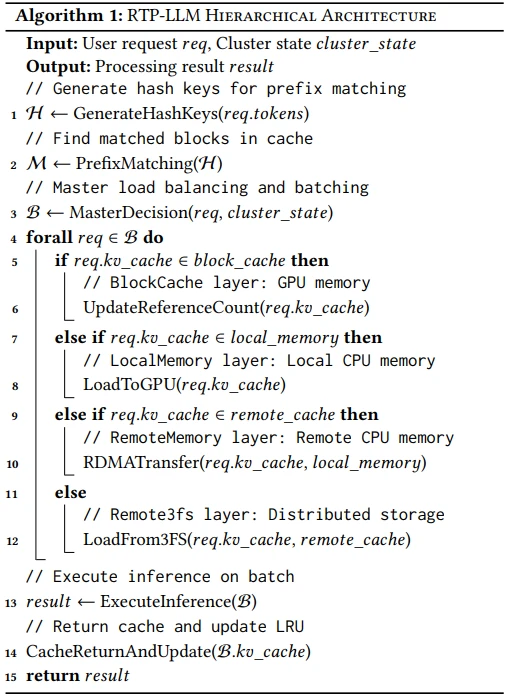 Algorithm 1: RTP-LLM Hierarchical Architecture
Input: User request req, Cluster state cluster_state
Output: Processing result result
// Generate hash keys for prefix matching
1 ℋ ← GenerateHashKeys(req.tokens)
// Find matched blocks in cache
2 ℳ ← PrefixMatching(ℋ)
// Master load balancing and batching
3 ℬ ← MasterDecision(req, cluster_state)
4 forall req ∈ ℬ do
5 if req.kv_cache ∈ block_cache then
// BlockCache layer: GPU memory
6 UpdateReferenceCount(req.kv_cache)
7 else if req.kv_cache ∈ local_memory then
// LocalMemory layer: Local CPU memory
8 LoadToGPU(req.kv_cache)
9 else if req.kv_cache ∈ remote_cache then
// RemoteMemory layer: Remote CPU memory
10 RDMATransfer(req.kv_cache, local_memory)
11 else
// Remote3fs layer: Distributed storage
12 LoadFrom3FS(req.kv_cache, remote_cache)
// Execute inference on batch
13 result ← ExecuteInference(ℬ)
// Return cache and update LRU
14 CacheReturnAndUpdate(ℬ.kv_cache)
15 return result